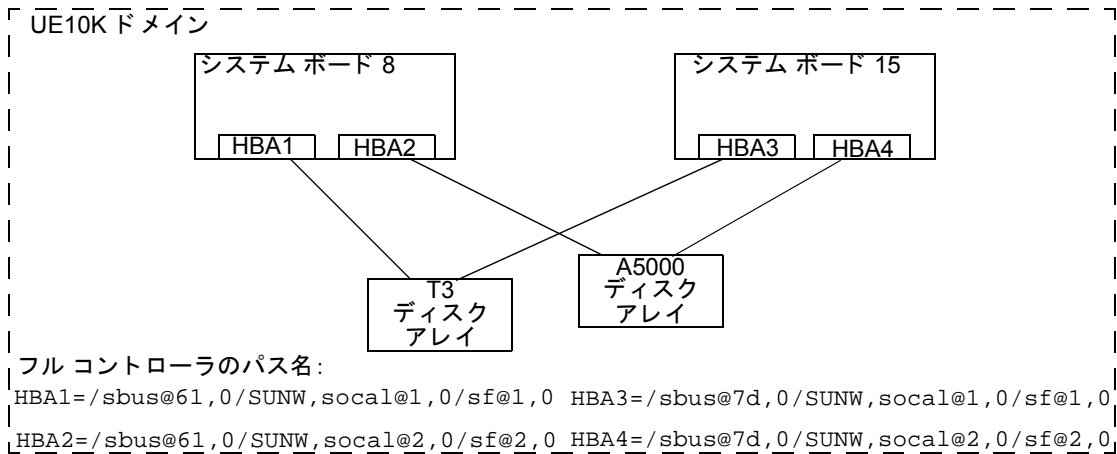 UE10K ドメイン
システム ボード 8
システム ボード 15
HBA1
HBA2
HBA3
HBA4
T3
ディスク
アレイ
A5000
ディスク
アレイ
フル コントローラのパス名:
HBA1=/sbus@61,0/SUNW,socal@1,0/sf@1,0 HBA3=/sbus@7d,0/SUNW,socal@1,0/sf@1,0
HBA2=/sbus@61,0/SUNW,socal@2,0/sf@2,0 HBA4=/sbus@7d,0/SUNW,socal@2,0/sf@2,0